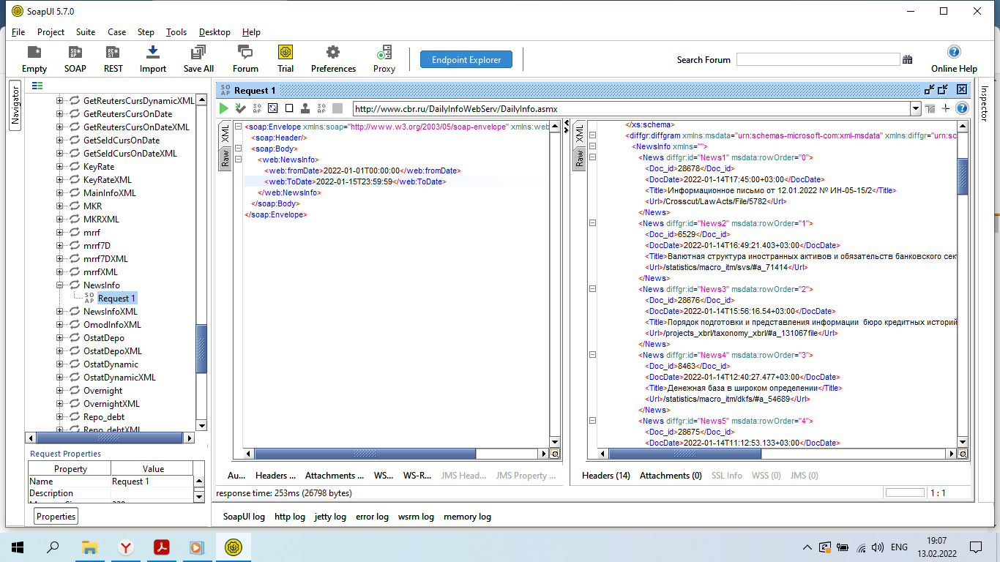 SoapUI 5.7.0
File Project Suite Case Step Tools Desktop Help
Empty SOAP REST Import Save All Forum Trial Preferences Proxy Endpoint Explorer Search Forum Online Help
Navigator
GetReutersCursDynamicXML
GetReutersCursOnDate
GetReutersCursOnDateXML
GetSeldCursOnDate
GetSeldCursOnDateXML
KeyRate
KeyRateXML
MainInfoXML
MKR
MKRXML
mrrf
mrrf7D
mrrf7DXML
mrrfXML
NewsInfo
SOAP Request 1
NewsInfoXML
OmodInfoXML
OstatDepo
OstatDepoXML
OstatDynamic
OstatDynamicXML
Overnight
OvernightXML
Repo_debt
Repo_debtXML
Request Properties
Property Value
Name Request 1
Description
Properties
SOAP Request 1
http://www.cbr.ru/DailyInfoWebServ/DailyInfo.asmx
XML
Raw
<soap:Envelope xmlns:soap="http://www.w3.org/2003/05/soap-envelope" xmlns:web
<soap:Header/>
<soap:Body>
<web:NewsInfo>
<web:fromDate>2022-01-01T00:00:00</web:fromDate>
<web:ToDate>2022-01-15T23:59:59</web:ToDate>
</web:NewsInfo>
</soap:Body>
</soap:Envelope>
Au... Headers ... Attachments ... WS... WS-R... JMS Head... JMS Property ...
XML
Raw
</xs:schema>
<diffgr:diffgram xmlns:msdata="urn:schemas-microsoft-com:xml-msdata" xmlns:diffgr="urn:sc
<NewsInfo xmlns="">
<News diffgr:id="News1" msdata:rowOrder="0">
<Doc_id>28678</Doc_id>
<DocDate>2022-01-14T17:45:00+03:00</DocDate>
<Title>Информационное письмо от 12.01.2022 № ИН-05-15/2</Title>
<Url>/Crosscut/LawActs/File/5782</Url>
</News>
<News diffgr:id="News2" msdata:rowOrder="1">
<Doc_id>6529</Doc_id>
<DocDate>2022-01-14T16:49:21.403+03:00</DocDate>
<Title>Валютная структура иностранных активов и обязательств банковского сек
<Url>/statistics/macro_itm/svs/#a_71414</Url>
</News>
<News diffgr:id="News3" msdata:rowOrder="2">
<Doc_id>28676</Doc_id>
<DocDate>2022-01-14T15:56:16.54+03:00</DocDate>
<Title>Порядок подготовки и представления информации  бюро кредитных историй
<Url>/projects_xbrl/taxonomy_xbrl/#a_131067file</Url>
</News>
<News diffgr:id="News4" msdata:rowOrder="3">
<Doc_id>8463</Doc_id>
<DocDate>2022-01-14T12:40:27.477+03:00</DocDate>
<Title>Денежная база в широком определении</Title>
<Url>/statistics/macro_itm/dkfs/#a_54689</Url>
</News>
<News diffgr:id="News5" msdata:rowOrder="4">
<Doc_id>28675</Doc_id>
<DocDate>2022-01-14T11:12:53.133+03:00</DocDate>
Headers (14) Attachments (0) SSL Info WSS (0) JMS (0)
response time: 253ms (26798 bytes) 1 : 1
Inspector
SoapUI log http log jetty log error log wsrm log memory log
ENG
19:07
13.02.2022